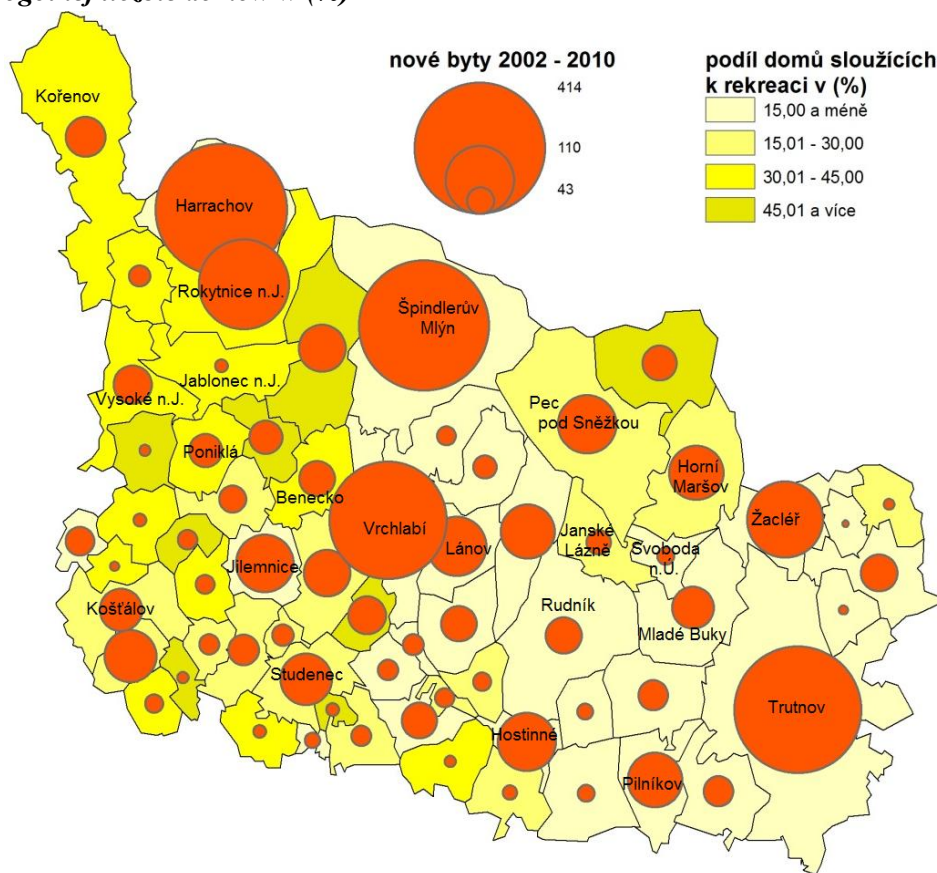 nové byty 2002 - 2010
414
110
43
podíl domů sloužících
k rekreaci v (%)
15,00 a méně
15,01 - 30,00
30,01 - 45,00
45,01 a více
Kořenov
Harrachov
Rokytnice n.J.
Špindlerův
Mlýn
Jablonec n.J.
Vysoké n.J.
Pec
pod Sněžkou
Poniklá
Benecko
Horní
Maršov
Vrchlabí
Žacléř
Lánov
Janské
Lázně
Svoboda
n.Ú.
Jilemnice
Košťálov
Rudník
Mladé Buky
Studenec
Trutnov
Hostinné
Pilníkov